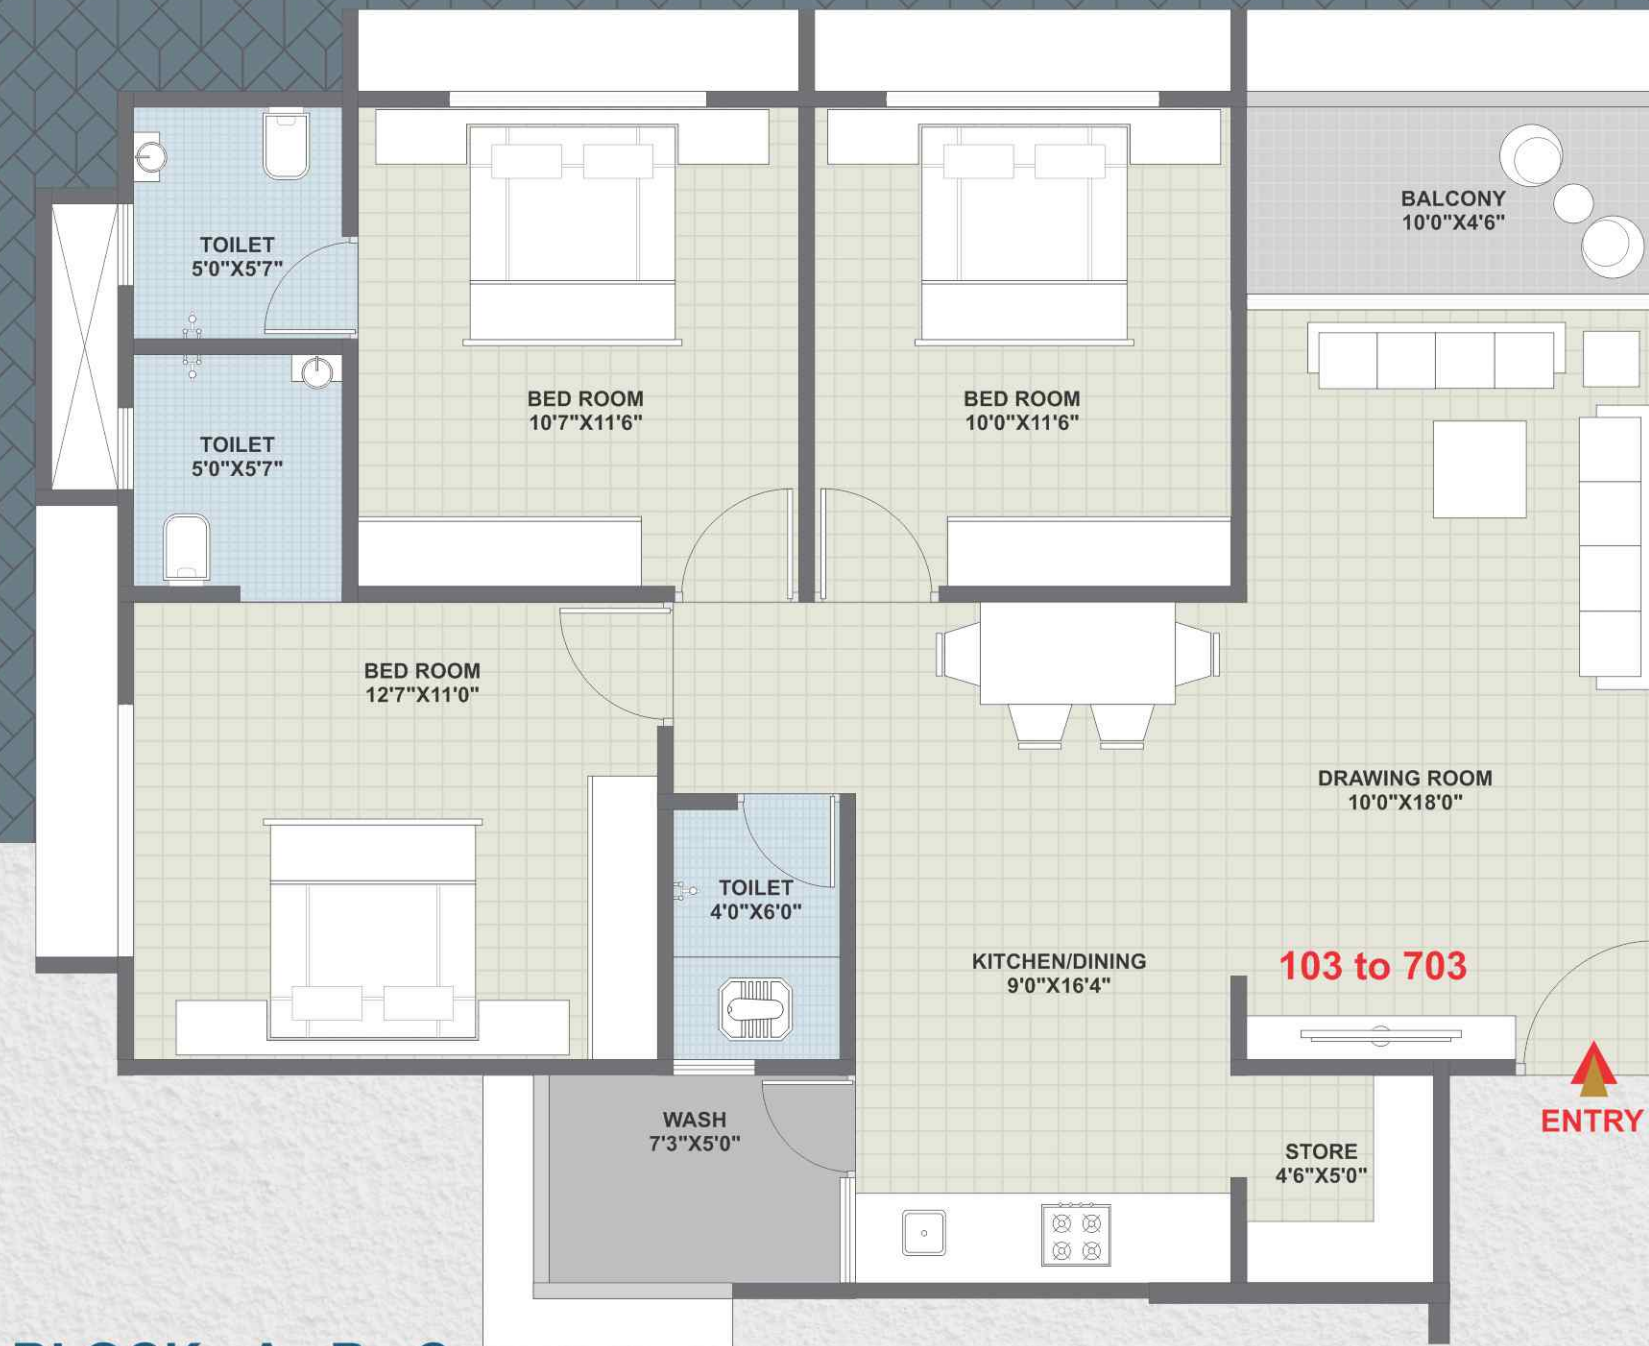 TOILET
5'0"X5'7"
BALCONY
10'0"X4'6"
BED ROOM
10'7"X11'6"
BED ROOM
10'0"X11'6"
TOILET
5'0"X5'7"
BED ROOM
12'7"X11'0"
DRAWING ROOM
10'0"X18'0"
TOILET
4'0"X6'0"
KITCHEN/DINING
9'0"X16'4"
103 to 703
ENTRY
WASH
7'3"X5'0"
STORE
4'6"X5'0"